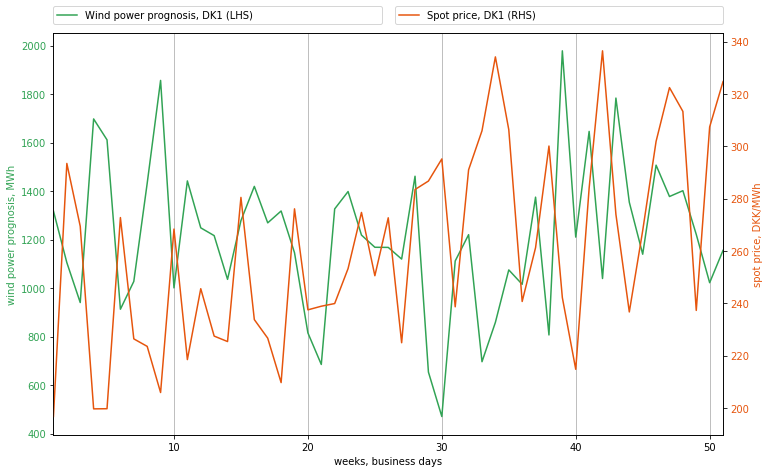 Wind power prognosis, DK1 (LHS)
Spot price, DK1 (RHS)
2000
1800
1600
1400
1200
1000
800
600
400
wind power prognosis, MWh
340
320
300
280
260
240
220
200
spot price, DKK/MWh
10 20 30 40 50
weeks, business days